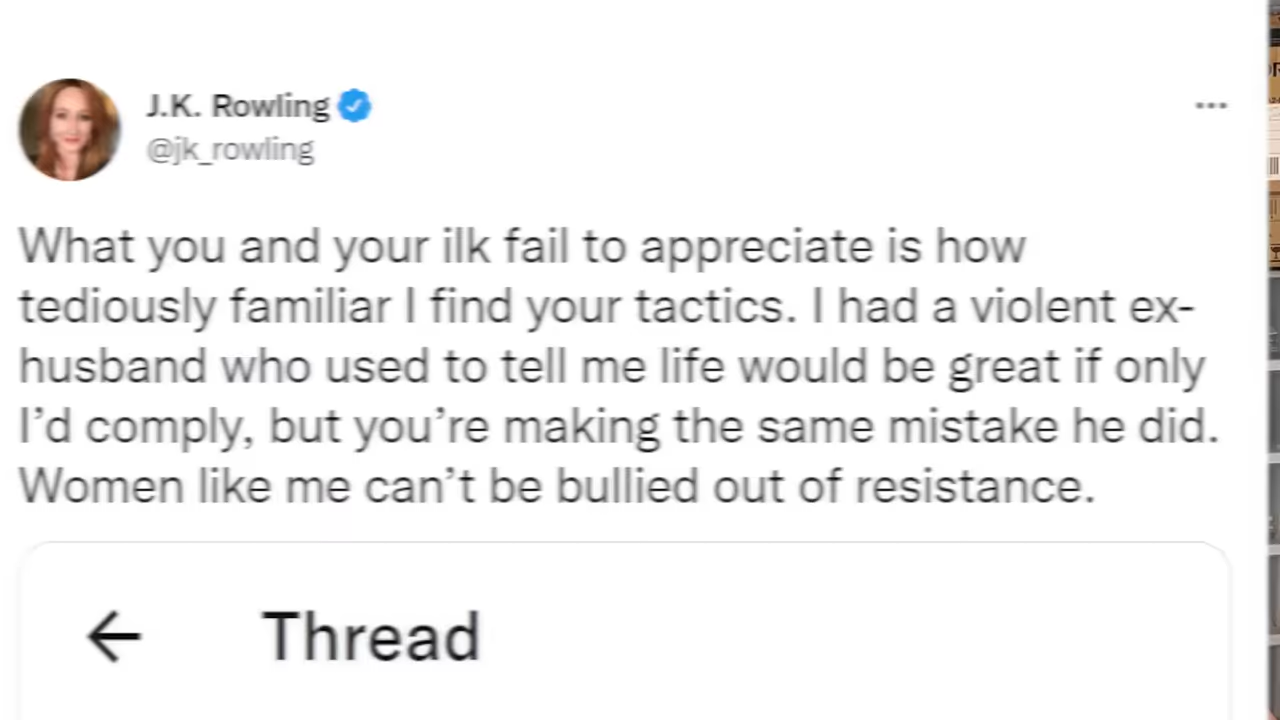 J.K. Rowling
@jk_rowling
What you and your ilk fail to appreciate is how
tediously familiar I find your tactics. I had a violent ex-
husband who used to tell me life would be great if only
I’d comply, but you’re making the same mistake he did.
Women like me can’t be bullied out of resistance.
Thread